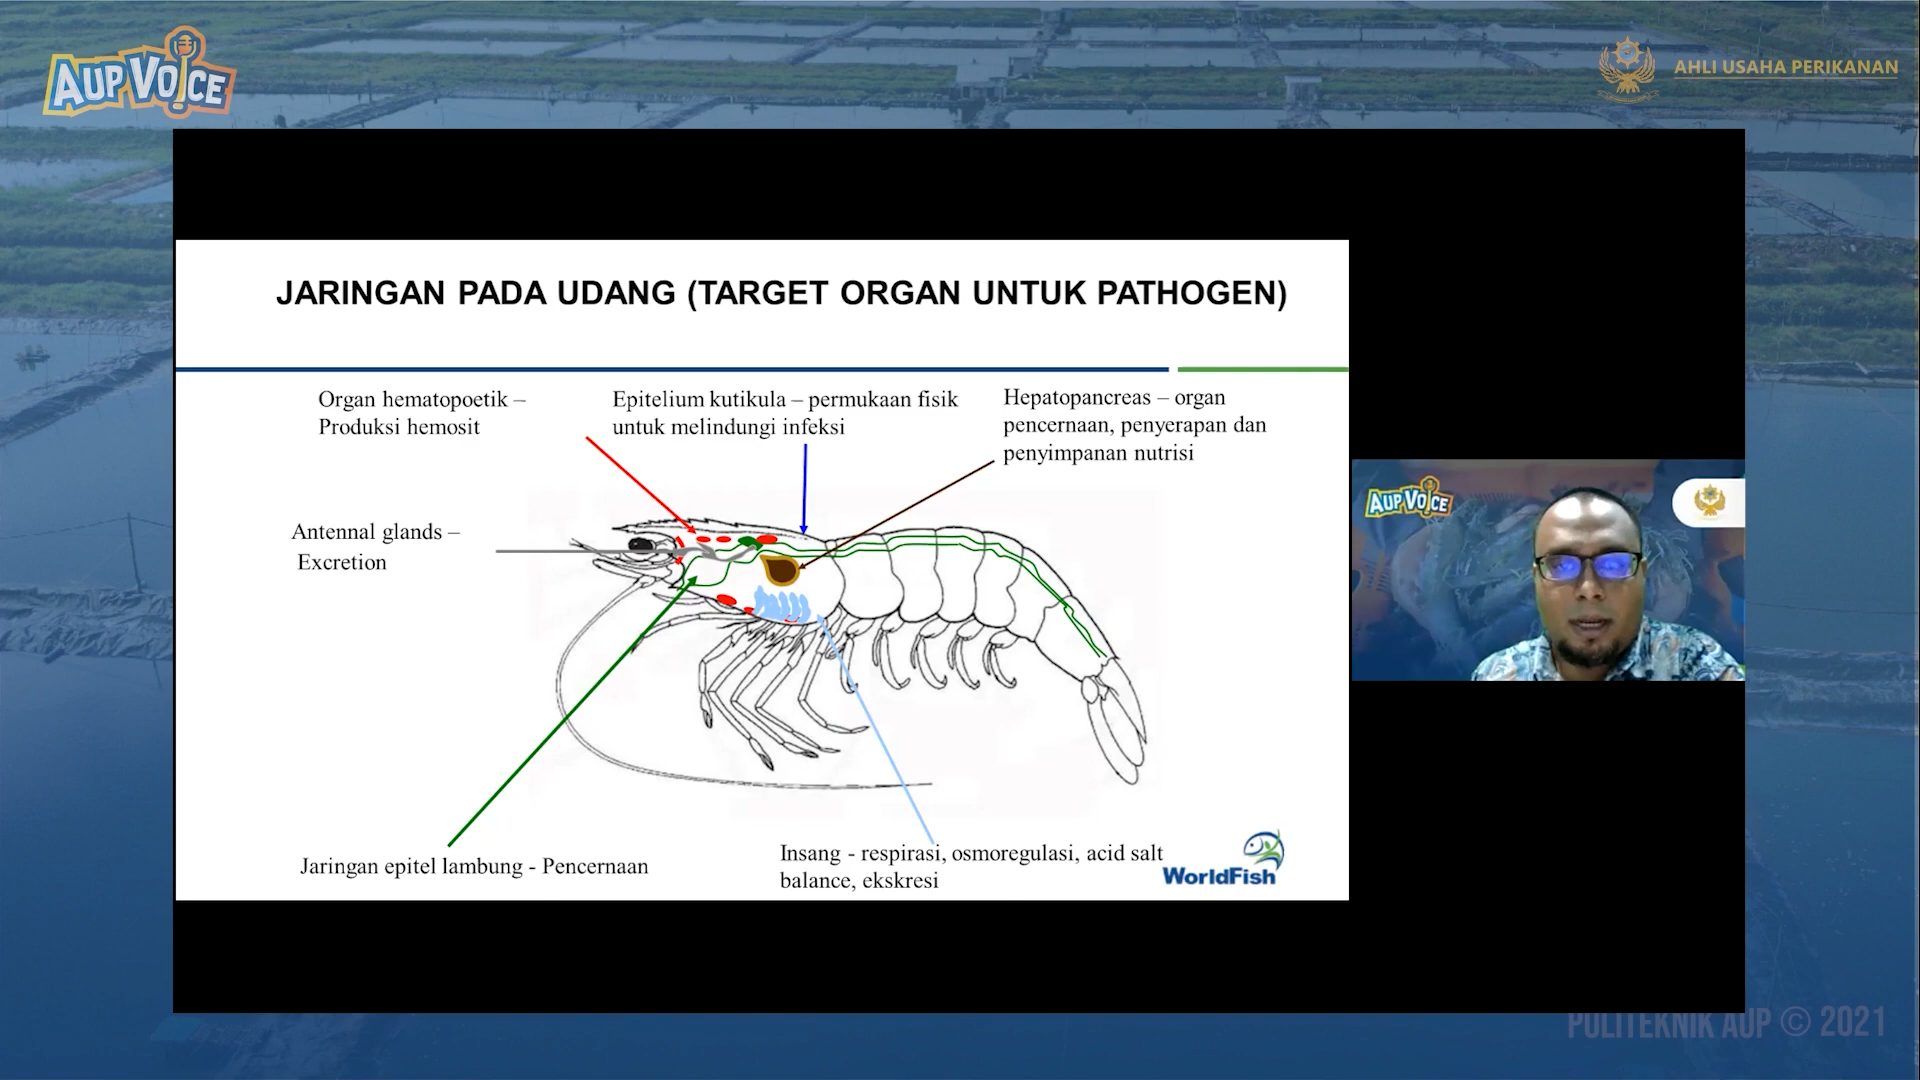 AUP VOICE
AHLI USAHA PERIKANAN
JARINGAN PADA UDANG (TARGET ORGAN UNTUK PATHOGEN)
Organ hematopoetik –
Produksi hemosit
Epitelium kutikula – permukaan fisik
untuk melindungi infeksi
Hepatopancreas – organ
pencernaan, penyerapan dan
penyimpanan nutrisi
Antennal glands –
Excretion
AUP VOICE
Jaringan epitel lambung - Pencernaan
Insang - respirasi, osmoregulasi, acid salt
balance, ekskresi
WorldFish
POLITEKNIK AUP © 2021